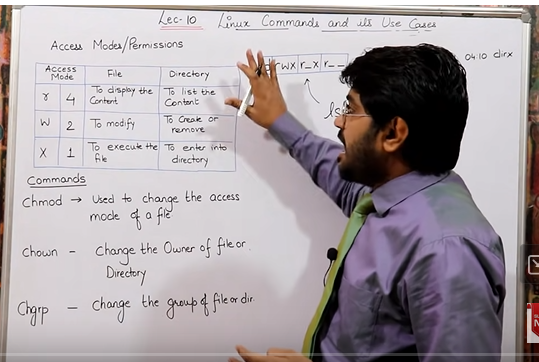 Lec-10 Linux Commands and its Use Cases
Access Modes/Permissions
rwx r_x r_ _
04:10 dirx
Access Mode File Directory
r 4 To display the Content To list the Content
W 2 To modify To Create or remove
X 1 To execute the file To enter into directory
Commands
Chmod → Used to change the access
mode of a file
Chown - Change the Owner of file or
Directory
Chgrp - Change the group of file or dir